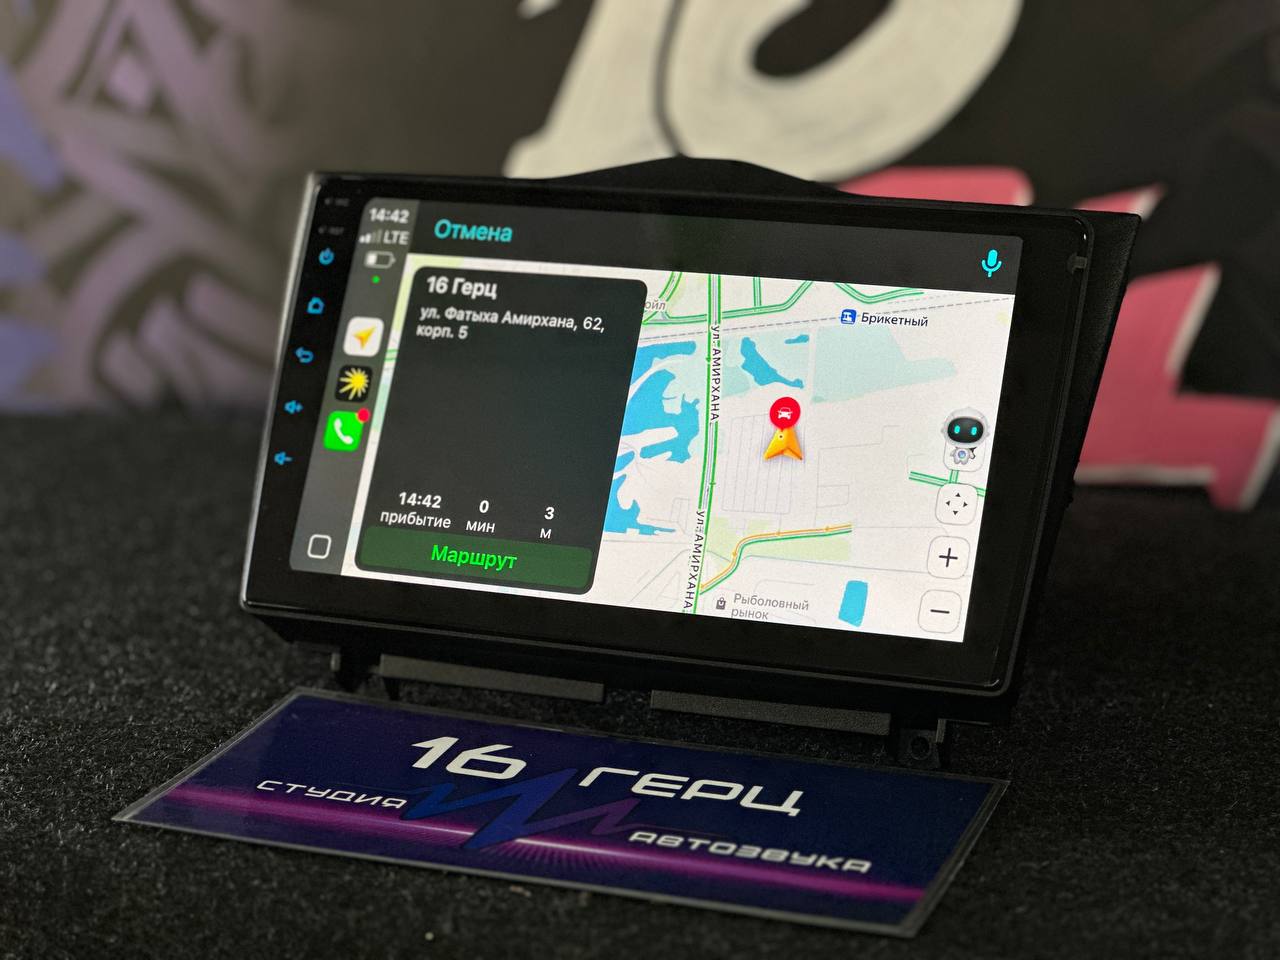 14:42
LTE
Отмена
16 Герц
ул. Фатыха Амирхана, 62,
корп. 5
14:42
прибытие
0
мин
3
м
Маршрут
Брикетный
УЛ. АМИРХАНА
УЛ. АМИРХАНА
Рыболовный
рынок
16 ГЕРЦ
СТУДИЯ
АВТОЗВУКА